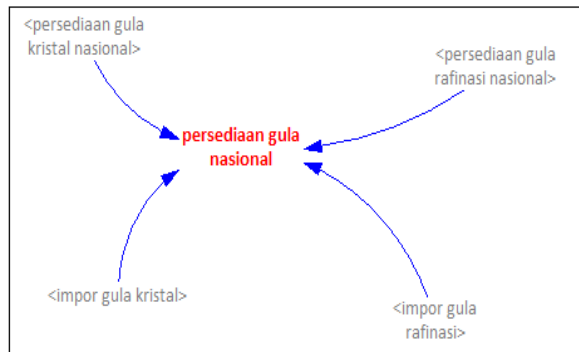 <persediaan gula
kristal nasional>
<persediaan gula
rafinasi nasional>
persediaan gula
nasional
<impor gula kristal>
<impor gula
rafinasi>